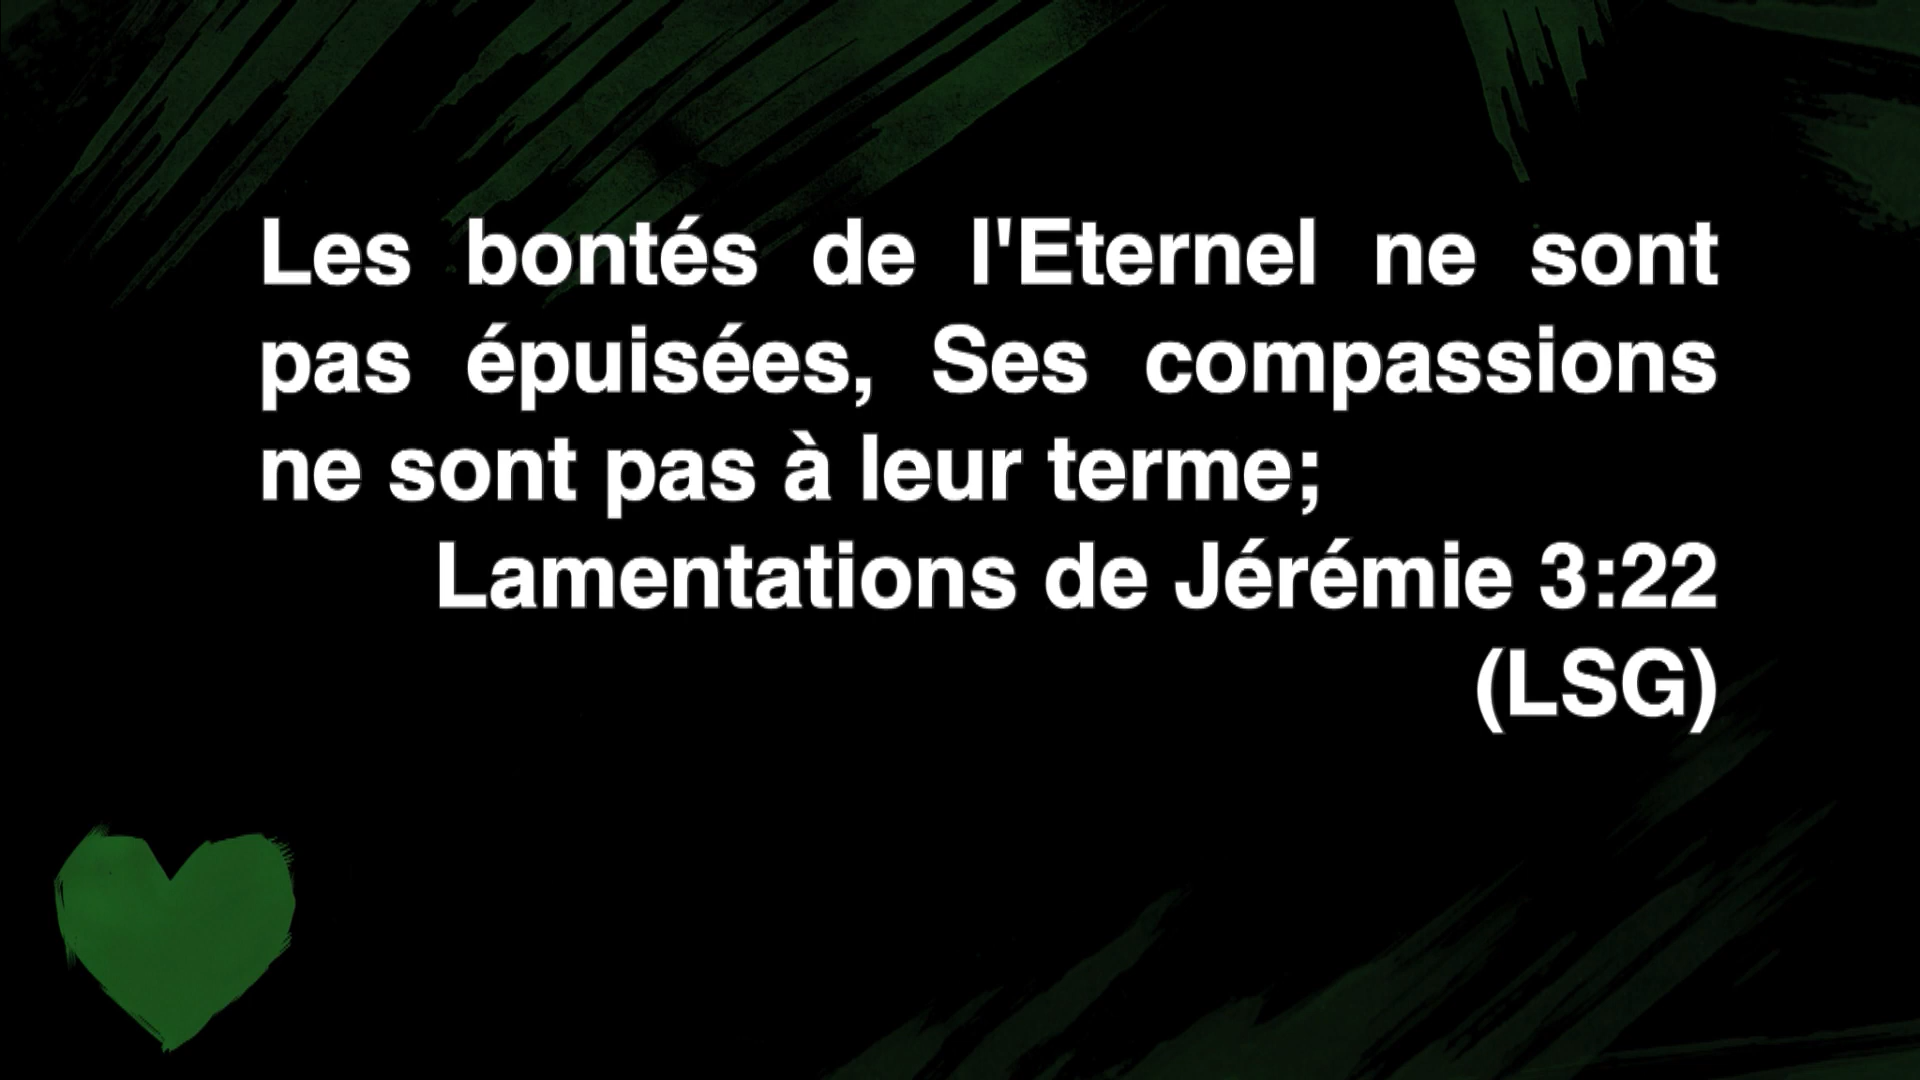 Les bontés de l'Eternel ne sont
pas épuisées, Ses compassions
ne sont pas à leur terme;
Lamentations de Jérémie 3:22
(LSG)